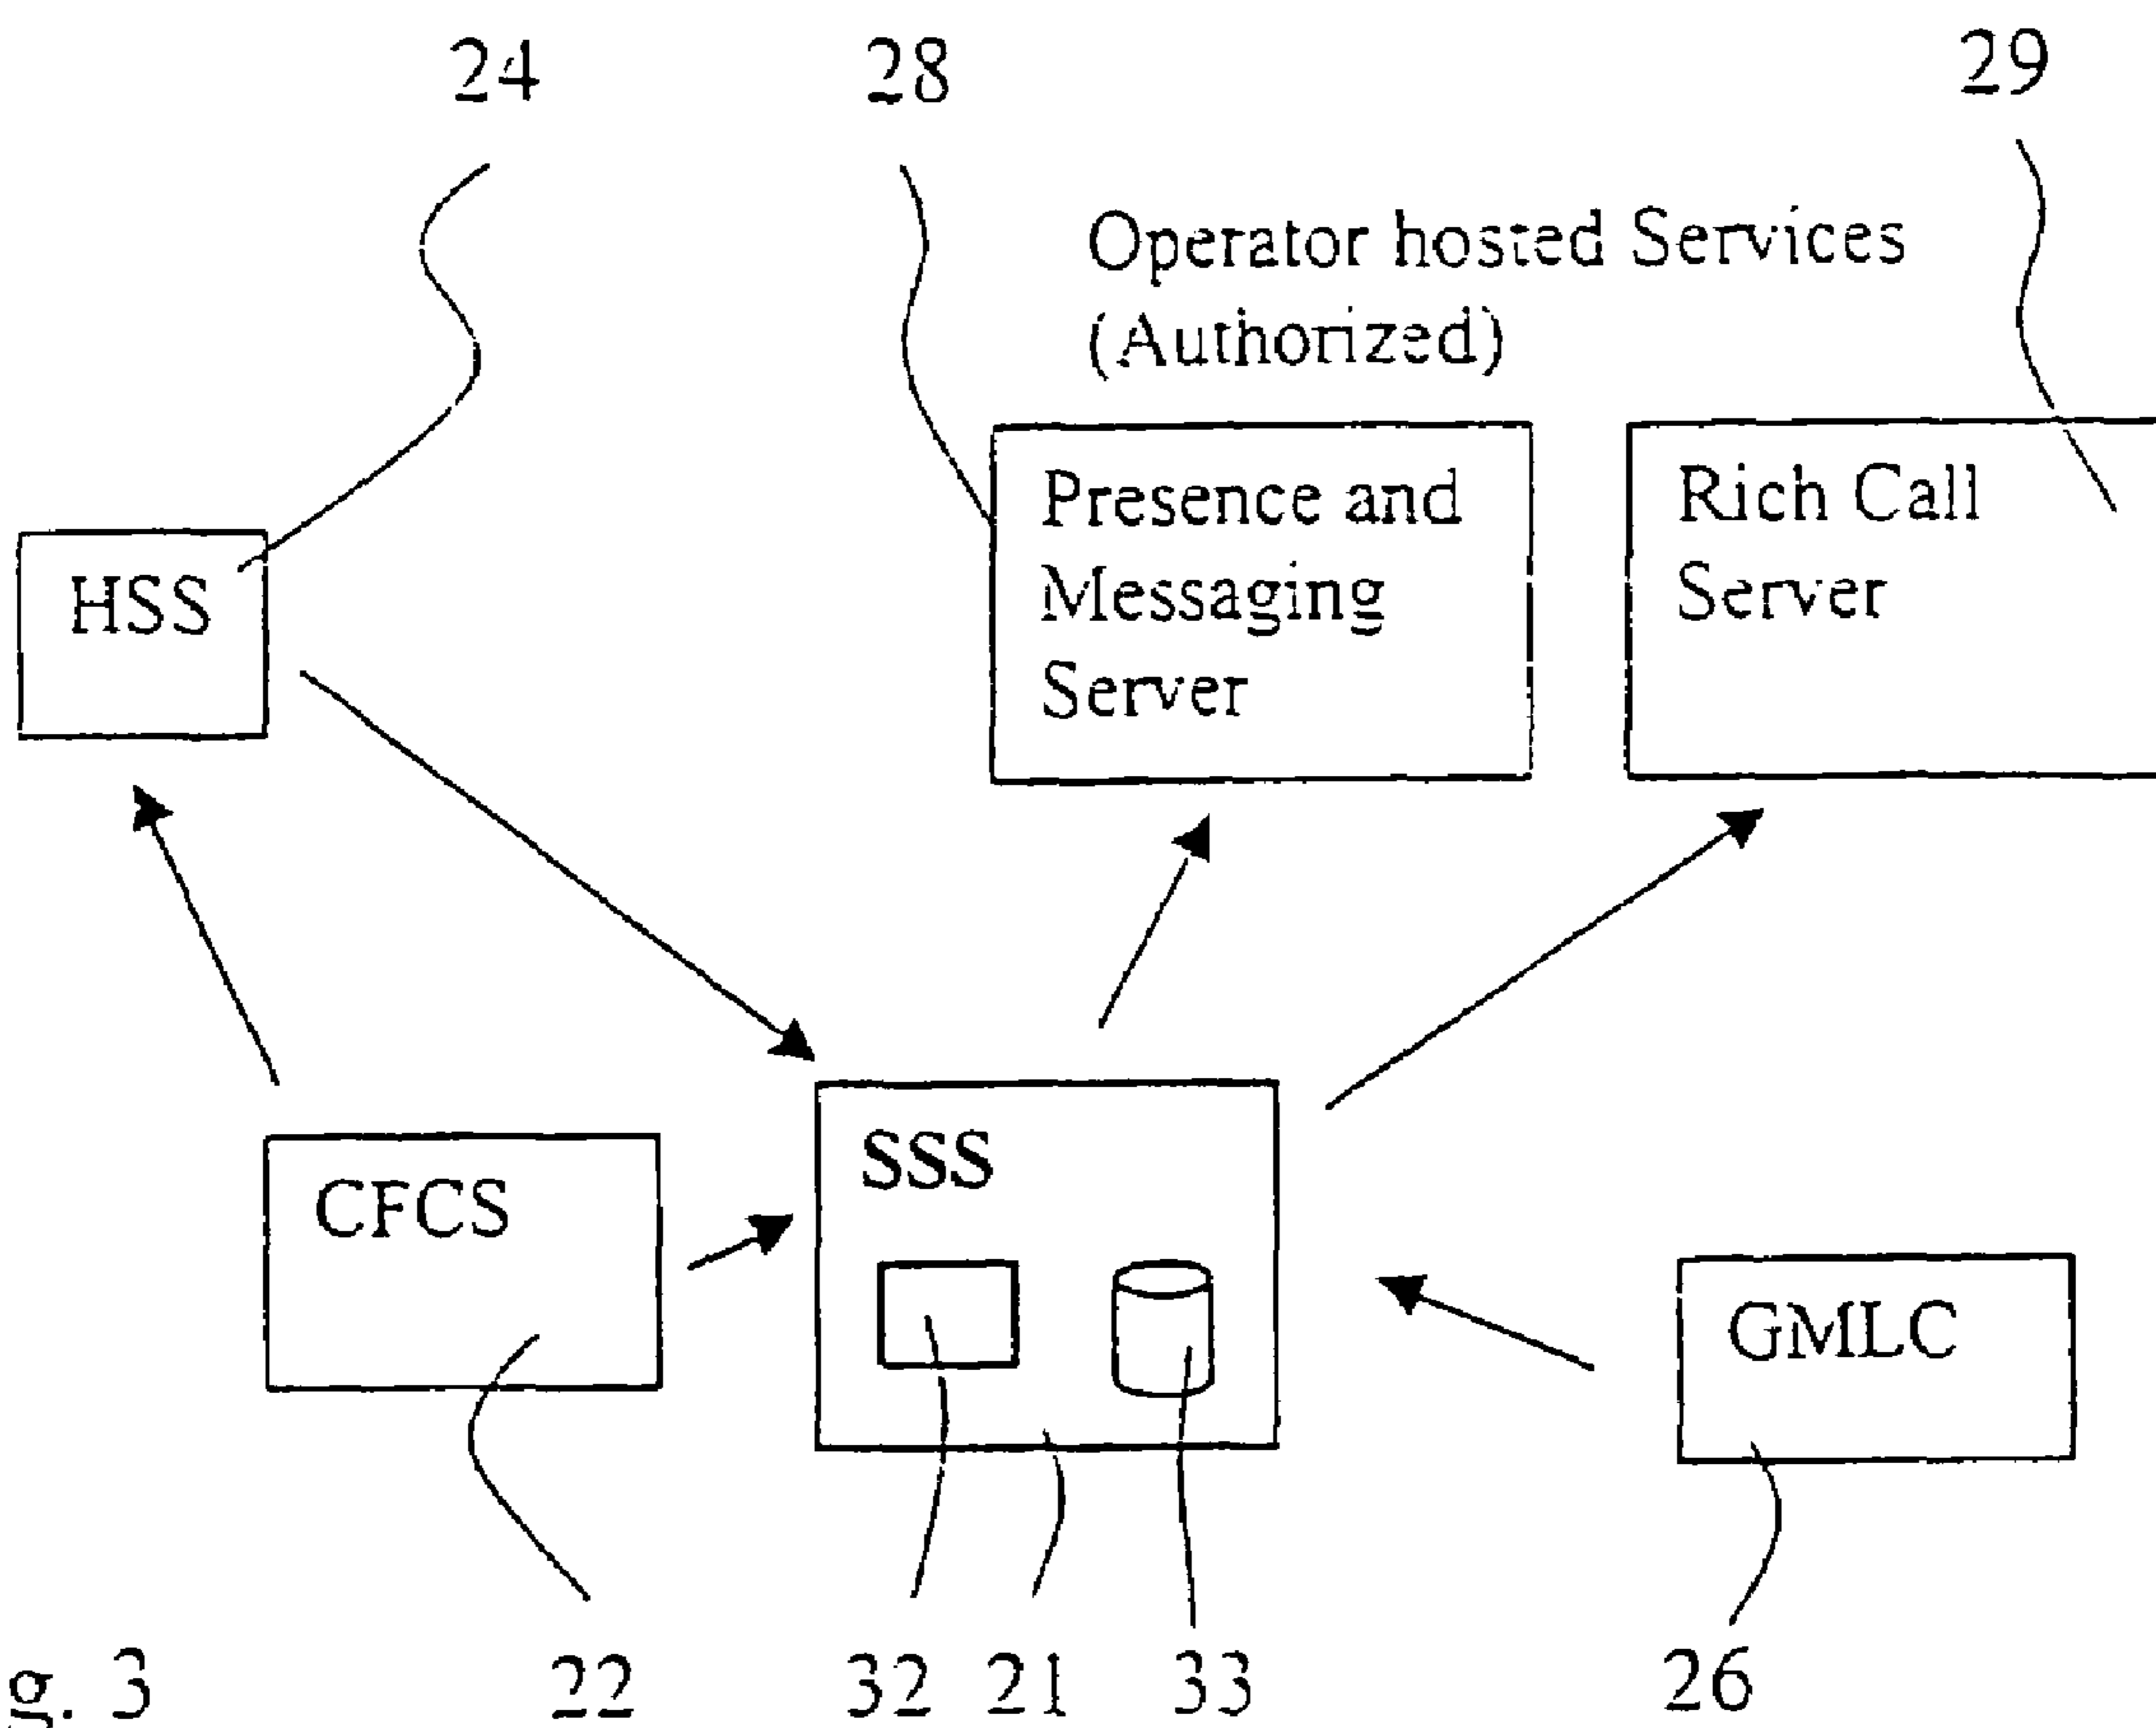 24
28
29
Operator hosted Services
(Authorized)
Presence and
Messaging
Server
Rich Call
Server
HSS
SSS
CFCS
GMLC
g. 3
22
32
21
33
26